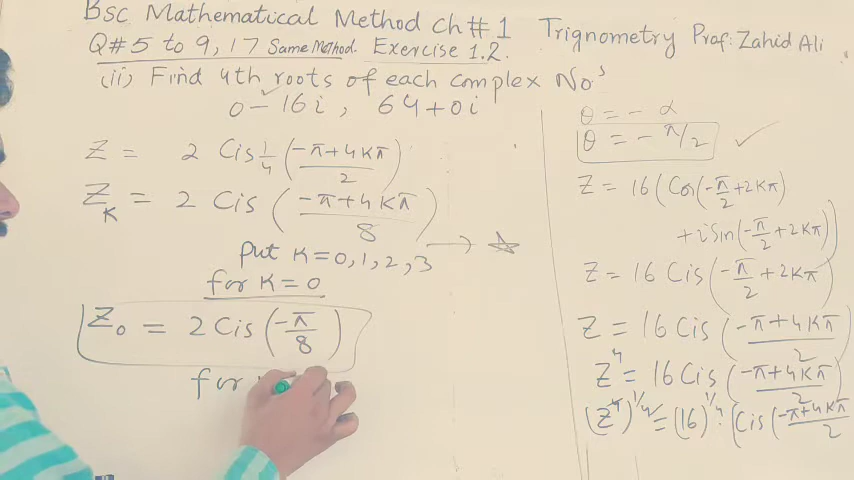 Bsc Mathematical Method Ch#1 Trignometry Prof: Zahid Ali
Q#5 to 9, 17 Same Method. Exercise 1.2.
(ii) Find 4th roots of each complex No's
0-16i, 64+0i
Z = 2 Cis 1/4 (-π+4kπ/2)
Z_K = 2 Cis (-π+4kπ/8)
put K=0,1,2,3 → ☆
for K=0
Z₀ = 2 Cis (-π/8)
for
θ = - α
θ = - π/2 ✓
Z = 16(Cos(-π/2+2kπ)
+iSin(-π/2+2kπ))
Z = 16 Cis (-π/2+2kπ)
Z = 16 Cis (-π+4kπ/2)
Z⁴ = 16 Cis (-π+4kπ/2)
(Z⁴)^1/4 = (16)^1/4 · (Cis(-π+4kπ/2